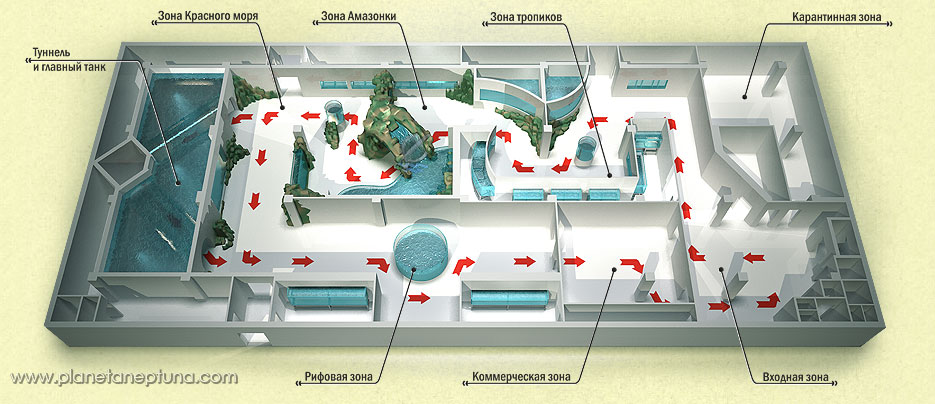 Зона Красного моря
Зона Амазонки
Зона тропиков
Карантинная зона
Туннель
и главный танк
www.planetaneptuna.com
Рифовая зона
Коммерческая зона
Входная зона